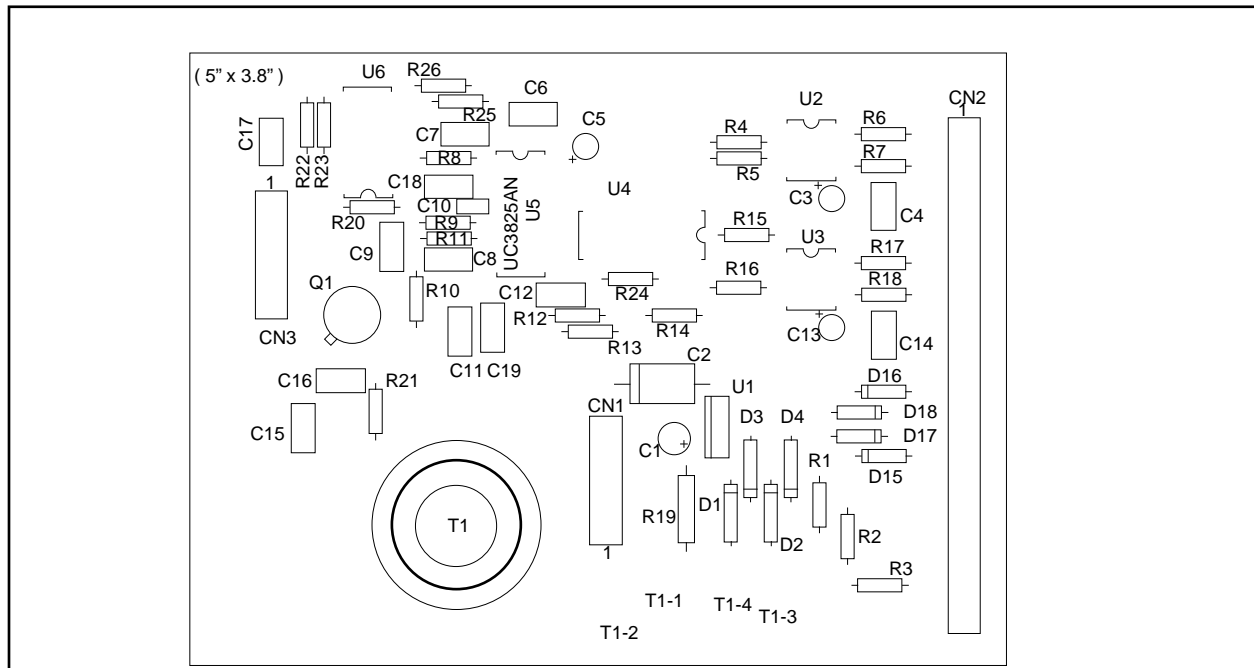 ( 5” x 3.8” )
U6
R26
C6
U2
CN2
1
R25
C5
R6
C17
C7
R4
R7
R22
R23
R8
R5
1
C18
U4
C3
C4
R20
C10
U5
UC3825AN
R9
R15
U3
R11
R17
C9
C8
R16
R18
Q1
R10
C12
R24
CN3
R12
R14
C13
C14
R13
C11
C19
C2
C16
R21
U1
D16
CN1
D3
D4
D18
C15
C1
D17
R1
D15
D1
R19
T1
R2
1
D2
R3
T1-1
T1-4
T1-3
T1-2